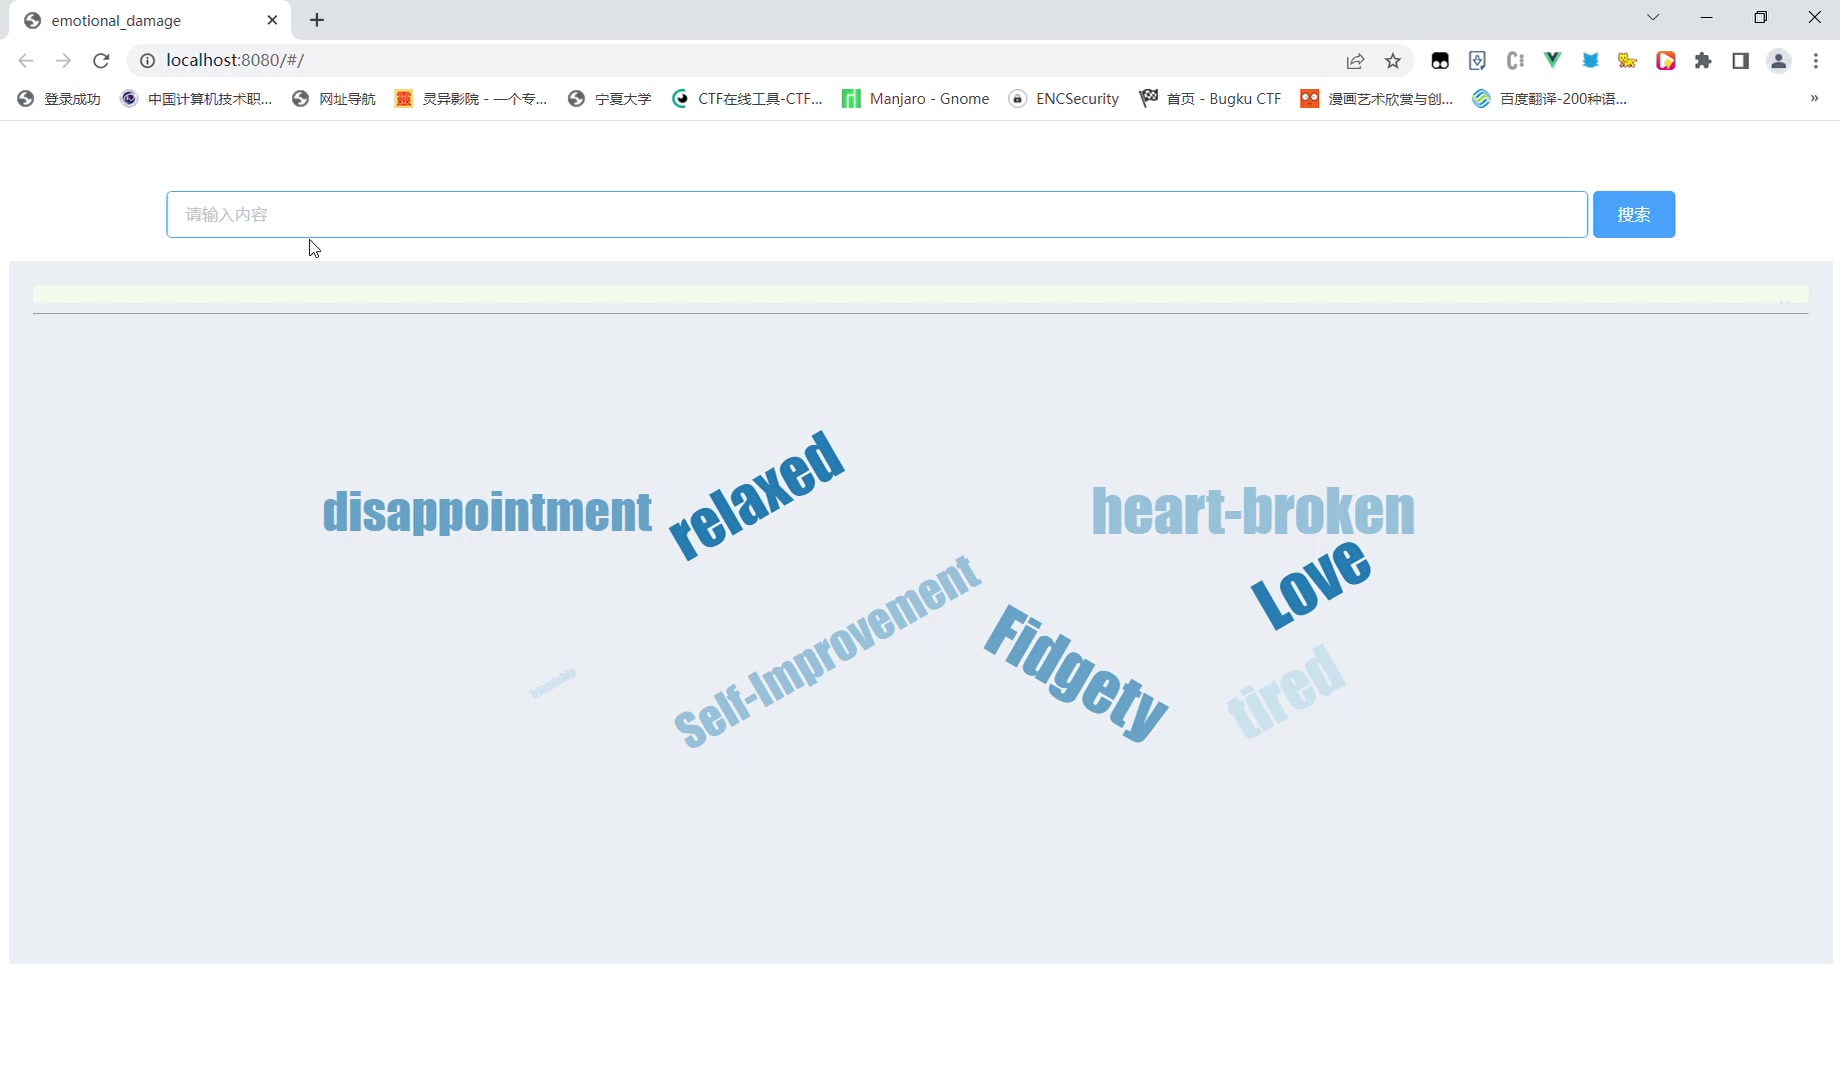 emotional_damage
localhost:8080/#/
登录成功 中国计算机技术职... 网址导航 灵异影院 - 一个专... 宁夏大学 CTF在线工具-CTF... Manjaro - Gnome ENCSecurity 首页 - Bugku CTF 漫画艺术欣赏与创... 百度翻译-200种语... »
请输入内容 搜索
relaxed
disappointment
heart-broken
Love
Self-Improvement
Fidgety
tired
friendship